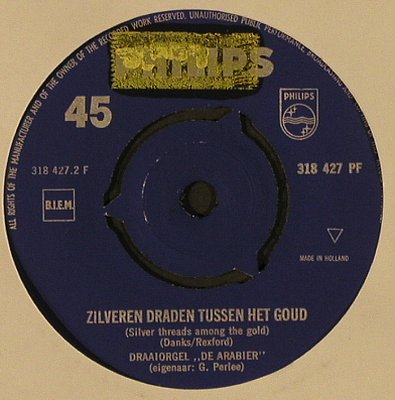 ALL RIGHTS OF THE MANUFACTURER AND OF THE OWNER OF THE RECORDED WORK RESERVED. UNAUTHORISED PUBLIC PERFORMANCE, BROADCASTING
PHILIPS
45
PHILIPS
318 427.2 F
318 427 PF
B.I.E.M.
MADE IN HOLLAND
ZILVEREN DRADEN TUSSEN HET GOUD
(Silver threads among the gold)
(Danks/Rexford)
DRAAIORGEL „DE ARABIER"
(eigenaar: G. Perlee)